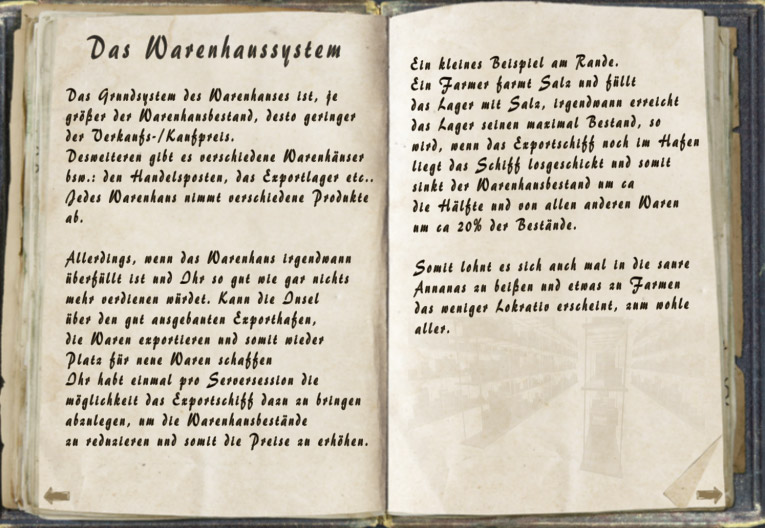 Das Warenhaussystem
Das Grundsystem des Warenhauses ist, je
größer der Warenhausbestand, desto geringer
der Verkaufs-/Kaufpreis.
Desweiteren gibt es verschiedene Warenhäuser
bsw.: den Handelsposten, das Exportlager etc..
Jedes Warenhaus nimmt verschiedene Produkte
ab.
Allerdings, wenn das Warenhaus irgendwann
überfüllt ist und Ihr so gut wie gar nichts
mehr verdienen würdet. Kann die Insel
über den gut ausgebauten Exporthafen,
die Waren exportieren und somit wieder
Platz für neue Waren schaffen
Ihr habt einmal pro Serversession die
möglichkeit das Exportschiff dazu zu bringen
abzulegen, um die Warenhausbestände
zu reduzieren und somit die Preise zu erhöhen.
Ein kleines Beispiel am Rande.
Ein Farmer farmt Salz und füllt
das Lager mit Salz, irgendwann erreicht
das Lager seinen maximal Bestand, so
wird, wenn das Exportschiff noch im Hafen
liegt das Schiff losgeschickt und somit
sinkt der Warenhausbestand um ca
die Hälfte und von allen anderen Waren
um ca 20% der Bestände.
Somit lohnt es sich auch mal in die saure
Annanas zu beißen und etwas zu Farmen
das weniger Lokrativ erscheint, zum wohle
aller.